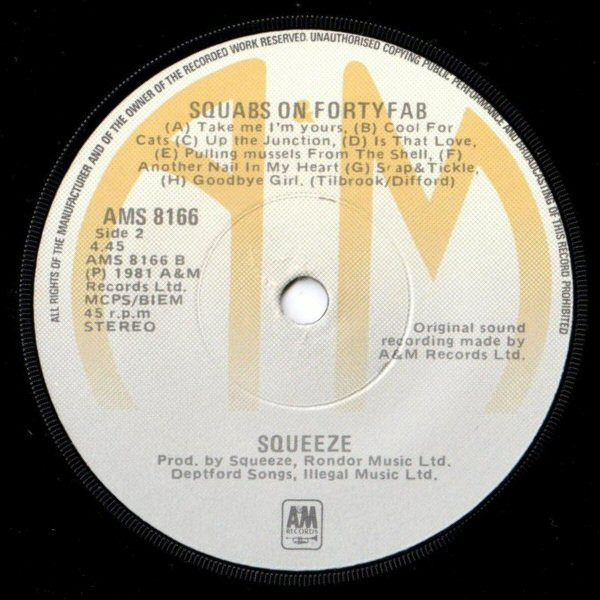 ALL RIGHTS OF THE MANUFACTURER AND OF THE OWNER OF THE RECORDED WORK RESERVED. UNAUTHORISED COPYING PUBLIC PERFORMANCE AND BROADCASTING OF THIS RECORD PROHIBITED
SQUABS ON FORTYFAB
(A) Take me I'm yours, (B) Cool For
Cats (C) Up the Junction, (D) Is That Love,
(E) Pulling mussels From The Shell, (F)
Another Nail In My Heart (G) Slap&Tickle,
(H) Goodbye Girl. (Tilbrook/Difford)
AMS 8166
Side 2
4.45
AMS 8166 B
(P) 1981 A&M
Records Ltd.
MCPS/BIEM
45 r.p.m
STEREO
Original sound
recording made by
A&M Records Ltd.
SQUEEZE
Prod. by Squeeze, Rondor Music Ltd.
Deptford Songs, Illegal Music Ltd.
A&M
RECORDS